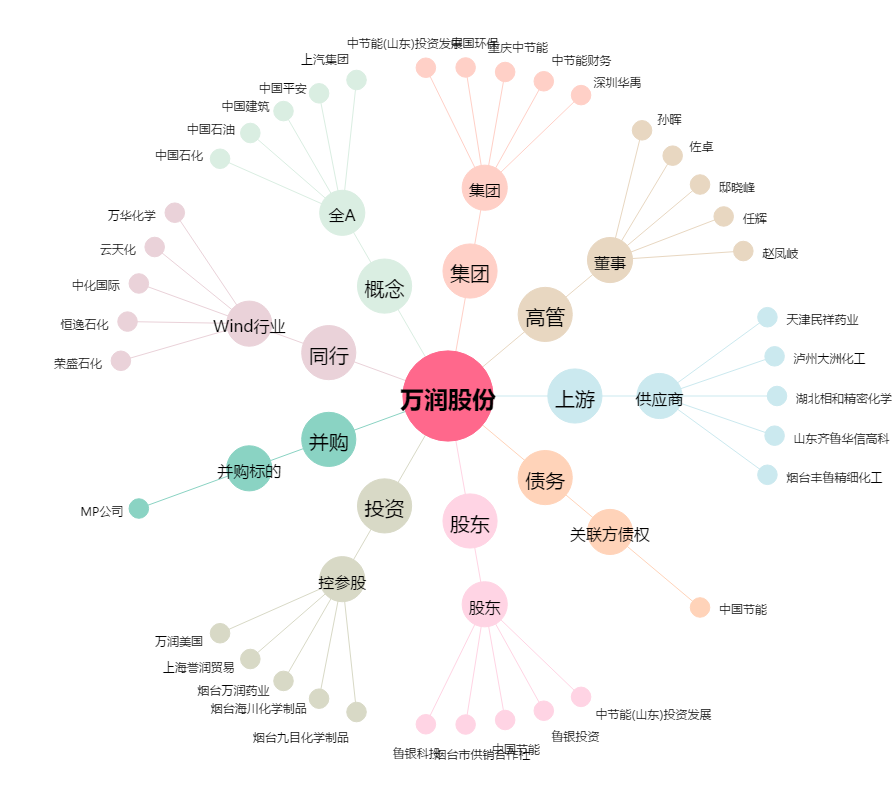 中节能(山东)投资发展
中国环保
重庆中节能
中节能财务
深圳华禹
上汽集团
中国平安
中国建筑
中国石油
中国石化
孙晖
佐卓
邸晓峰
任辉
赵凤岐
集团
全A
万华化学
云天化
中化国际
恒逸石化
荣盛石化
董事
集团
概念
高管
Wind行业
同行
天津民祥药业
泸州大洲化工
湖北相和精密化学
山东齐鲁华信高科
烟台丰鲁精细化工
万润股份
上游
供应商
并购
并购标的
MP公司
债务
关联方债权
中国节能
投资
股东
控参股
股东
万润美国
上海誉润贸易
烟台万润药业
烟台海川化学制品
烟台九目化学制品
鲁银科投
烟台市供销合作社
中国节能
鲁银投资
中节能(山东)投资发展